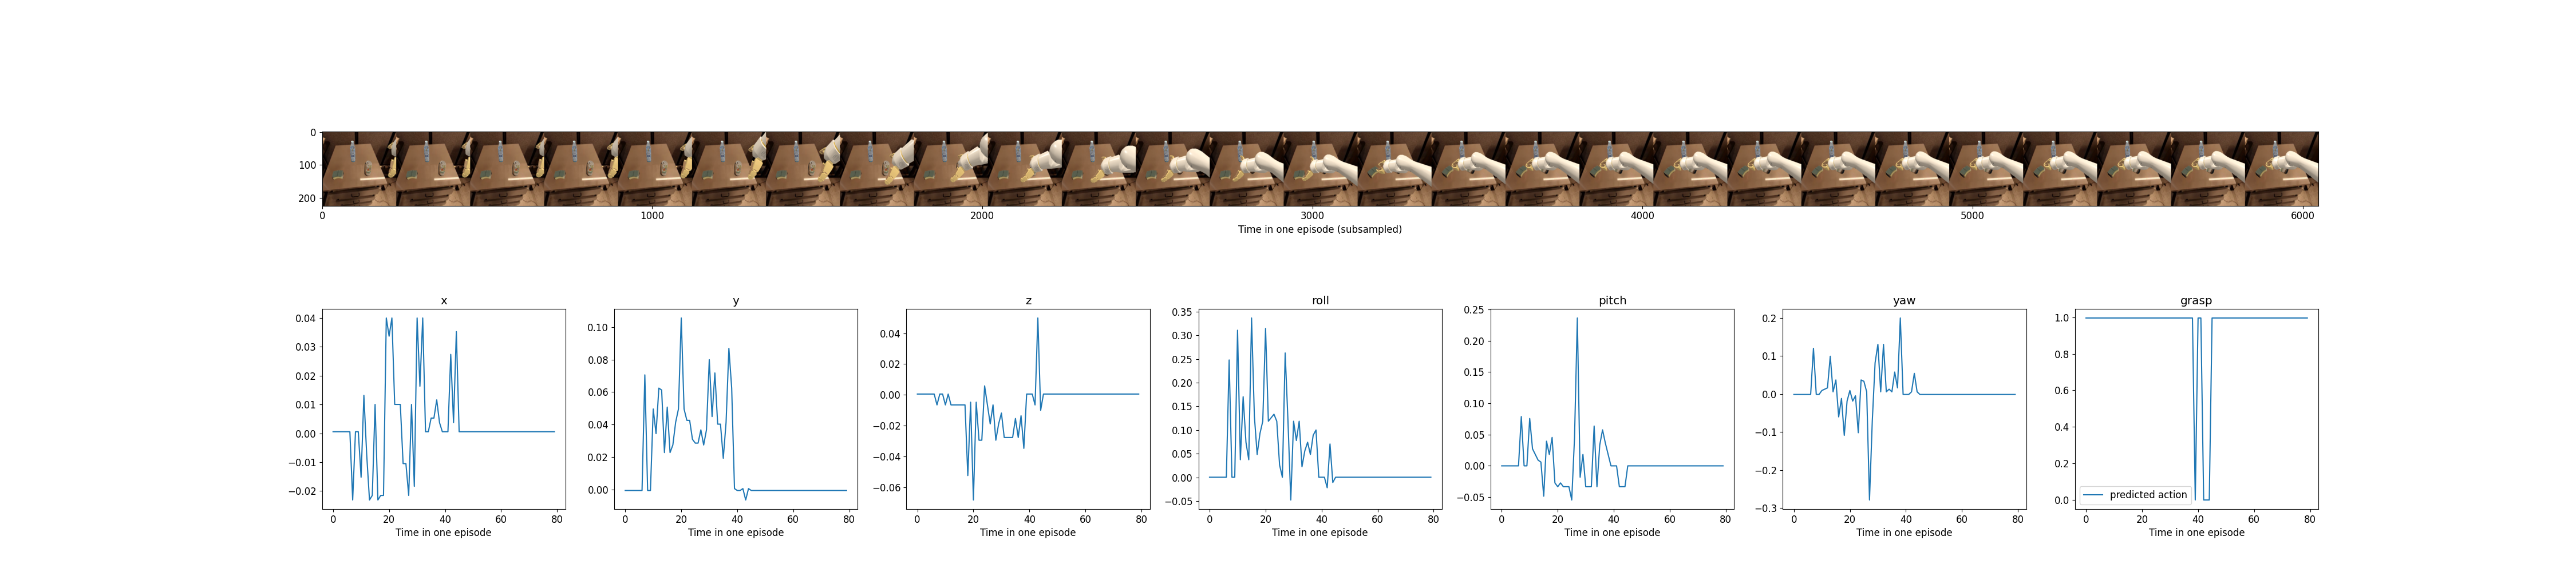 0
100
200
0 1000 2000 3000 4000 5000 6000
Time in one episode (subsampled)
x y z roll pitch yaw grasp
0.04
0.03
0.02
0.01
0.00
−0.01
−0.02
0 20 40 60 80
Time in one episode
0.10
0.08
0.06
0.04
0.02
0.00
0 20 40 60 80
Time in one episode
0.04
0.02
0.00
−0.02
−0.04
−0.06
0 20 40 60 80
Time in one episode
0.35
0.30
0.25
0.20
0.15
0.10
0.05
0.00
−0.05
0 20 40 60 80
Time in one episode
0.25
0.20
0.15
0.10
0.05
0.00
−0.05
0 20 40 60 80
Time in one episode
0.2
0.1
0.0
−0.1
−0.2
−0.3
0 20 40 60 80
Time in one episode
1.0
0.8
0.6
0.4
0.2
0.0
predicted action
0 20 40 60 80
Time in one episode